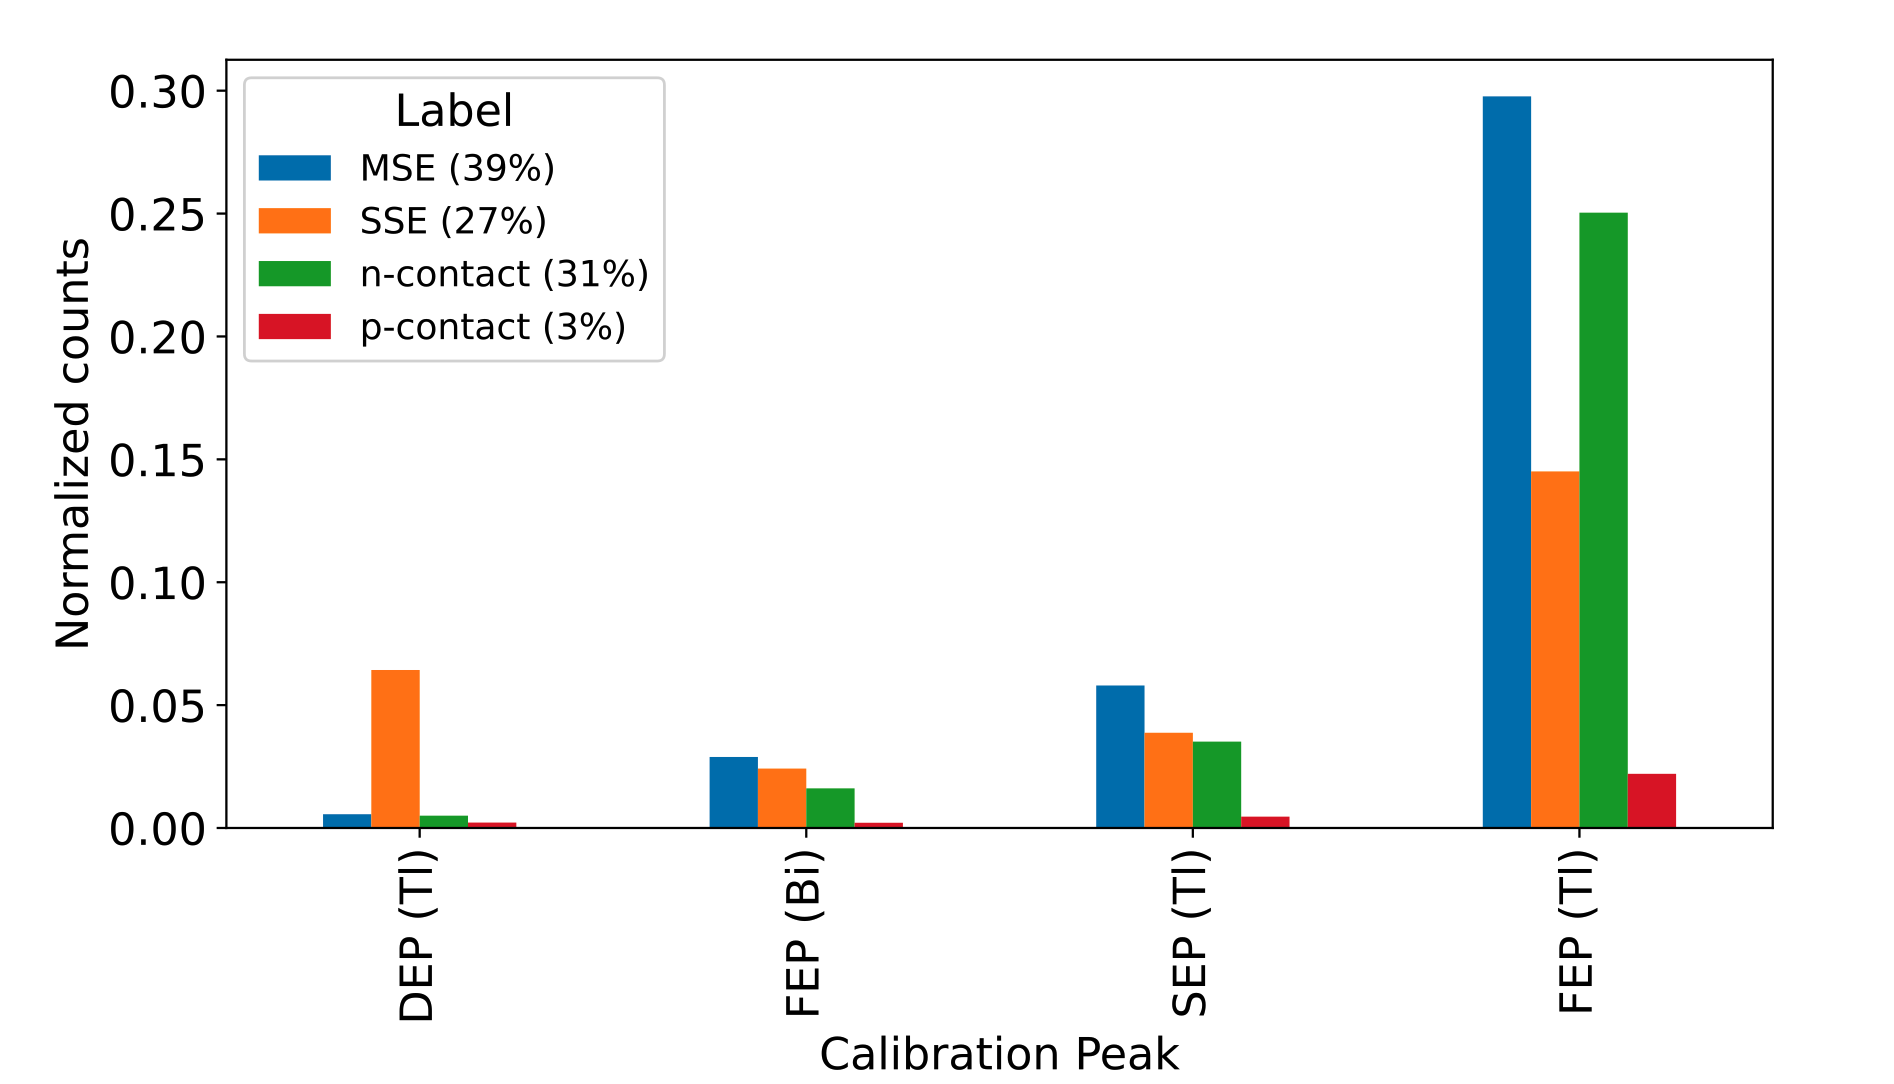 Label
MSE (39%)
SSE (27%)
n-contact (31%)
p-contact (3%)
Normalized counts
0.30
0.25
0.20
0.15
0.10
0.05
0.00
DEP (Tl)
FEP (Bi)
SEP (Tl)
FEP (Tl)
Calibration Peak